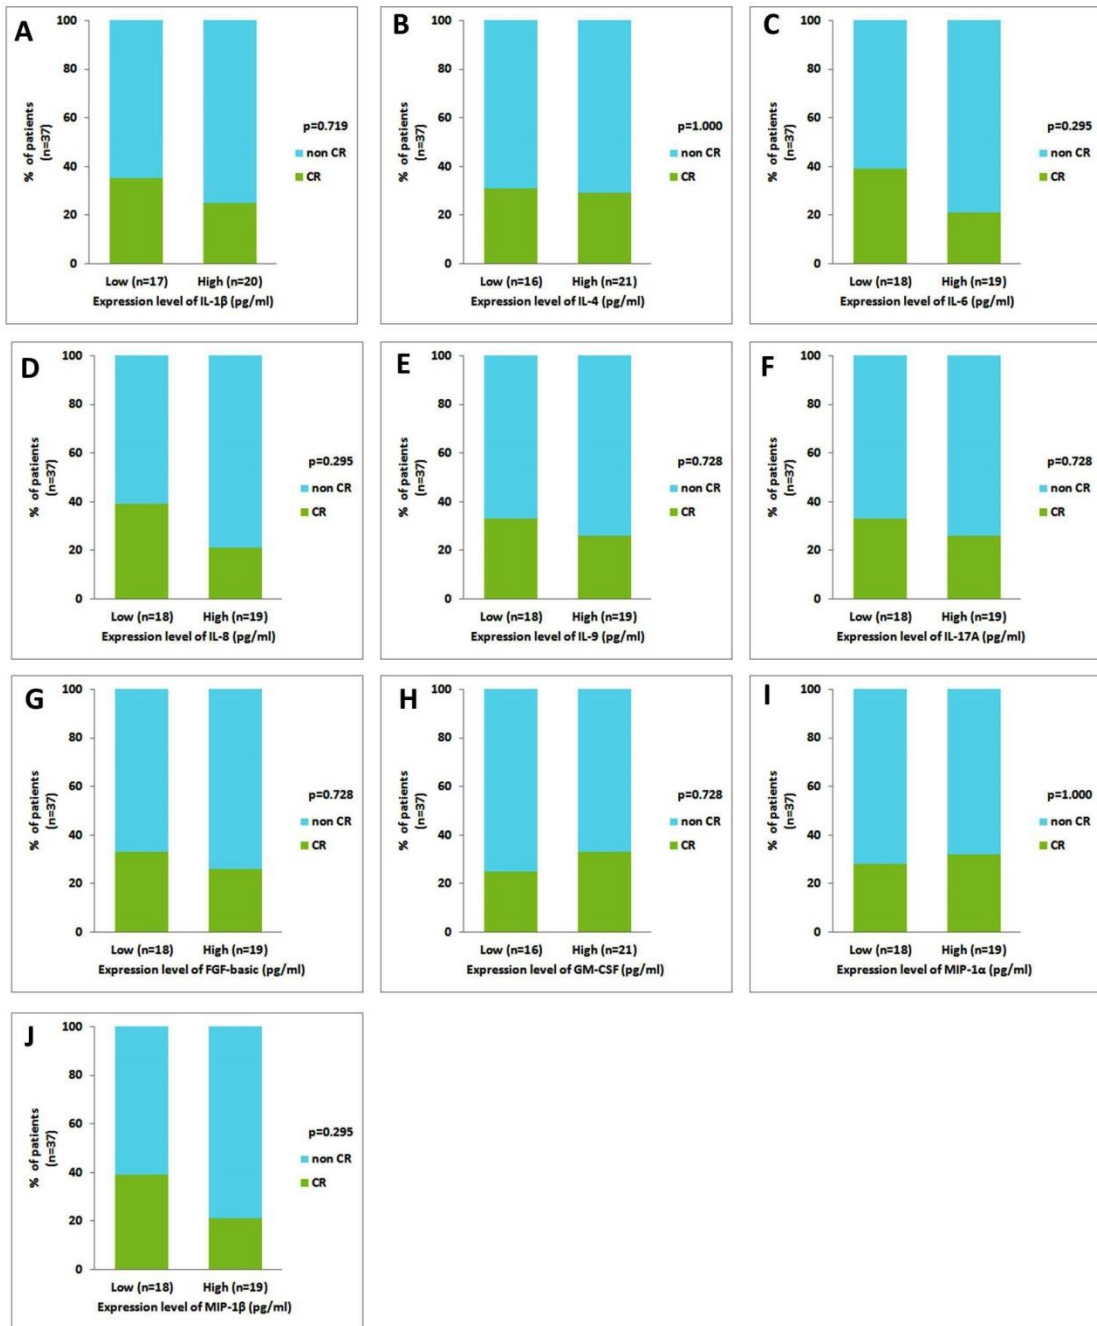 A
% of patients
(n=37)
100
80
60
40
20
0
p=0.719
non CR
CR
Low (n=17) High (n=20)
Expression level of IL-1β (pg/ml)
B
% of patients
(n=37)
100
80
60
40
20
0
p=1.000
non CR
CR
Low (n=16) High (n=21)
Expression level of IL-4 (pg/ml)
C
% of patients
(n=37)
100
80
60
40
20
0
p=0.295
non CR
CR
Low (n=18) High (n=19)
Expression level of IL-6 (pg/ml)
D
% of patients
(n=37)
100
80
60
40
20
0
p=0.295
non CR
CR
Low (n=18) High (n=19)
Expression level of IL-8 (pg/ml)
E
% of patients
(n=37)
100
80
60
40
20
0
p=0.728
non CR
CR
Low (n=18) High (n=19)
Expression level of IL-9 (pg/ml)
F
% of patients
(n=37)
100
80
60
40
20
0
p=0.728
non CR
CR
Low (n=18) High (n=19)
Expression level of IL-17A (pg/ml)
G
% of patients
(n=37)
100
80
60
40
20
0
p=0.728
non CR
CR
Low (n=18) High (n=19)
Expression level of FGF-basic (pg/ml)
H
% of patients
(n=37)
100
80
60
40
20
0
p=0.728
non CR
CR
Low (n=16) High (n=21)
Expression level of GM-CSF (pg/ml)
I
% of patients
(n=37)
100
80
60
40
20
0
p=1.000
non CR
CR
Low (n=18) High (n=19)
Expression level of MIP-1α (pg/ml)
J
% of patients
(n=37)
100
80
60
40
20
0
p=0.295
non CR
CR
Low (n=18) High (n=19)
Expression level of MIP-1β (pg/ml)